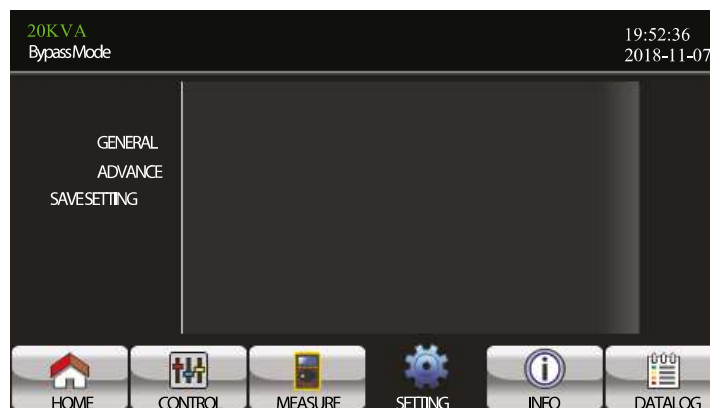 20KVA
Bypass Mode
19:52:36
2018-11-07
GENERAL
ADVANCE
SAVE SETTING
HOME
CONTROL
MEASURE
SETTING
INFO
DATALOG